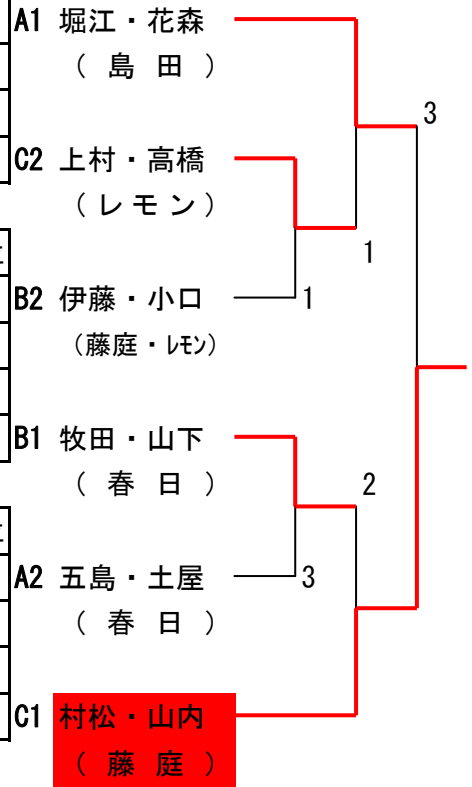 A1 堀江・花森
(島田)
3
C2 上村・高橋
(レモン)
1
B2 伊藤・小口
1
(藤庭・レモン)
B1 牧田・山下
(春日)
2
A2 五島・土屋
3
(春日)
C1 村松・山内
(藤庭)